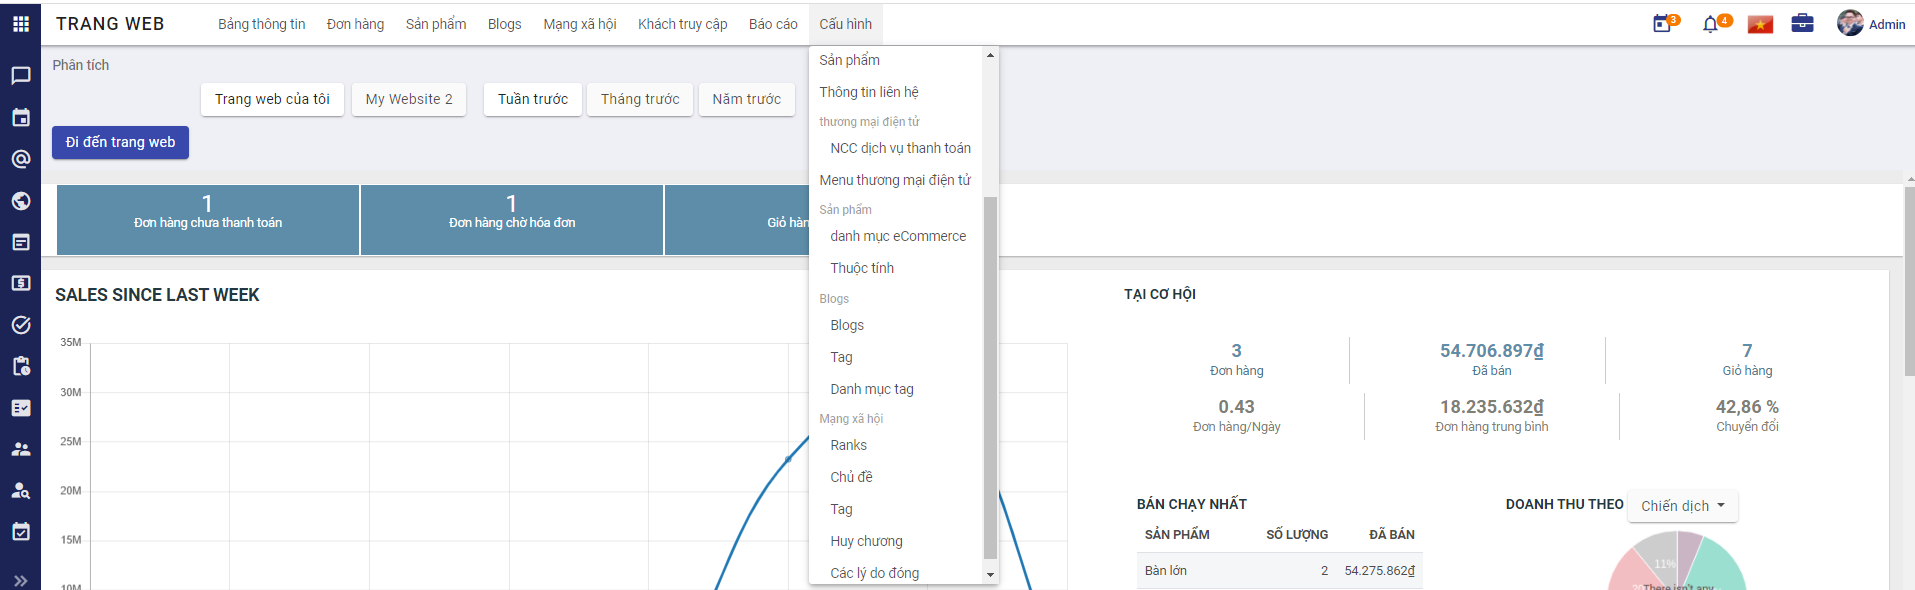 TRANG WEB
Bảng thông tin
Đơn hàng
Sản phẩm
Blogs
Mạng xã hội
Khách truy cập
Báo cáo
Cấu hình
3
4
Admin
Phân tích
Trang web của tôi
My Website 2
Tuần trước
Tháng trước
Năm trước
Đi đến trang web
Sản phẩm
Thông tin liên hệ
thương mại điện tử
NCC dịch vụ thanh toán
Menu thương mại điện tử
Sản phẩm
danh mục eCommerce
Thuộc tính
Blogs
Blogs
Tag
Danh mục tag
Mạng xã hội
Ranks
Chủ đề
Tag
Huy chương
Các lý do đóng
1
Đơn hàng chưa thanh toán
1
Đơn hàng chờ hóa đơn
Giỏ hàn
SALES SINCE LAST WEEK
35M
30M
25M
20M
15M
10M
TẠI CƠ HỘI
3
Đơn hàng
54.706.897₫
Đã bán
7
Giỏ hàng
0.43
Đơn hàng/Ngày
18.235.632₫
Đơn hàng trung bình
42,86 %
Chuyển đổi
BÁN CHẠY NHẤT
SẢN PHẨM SỐ LƯỢNG ĐÃ BÁN
Bàn lớn 2 54.275.862₫
DOANH THU THEO
Chiến dịch
11%
There isn't any